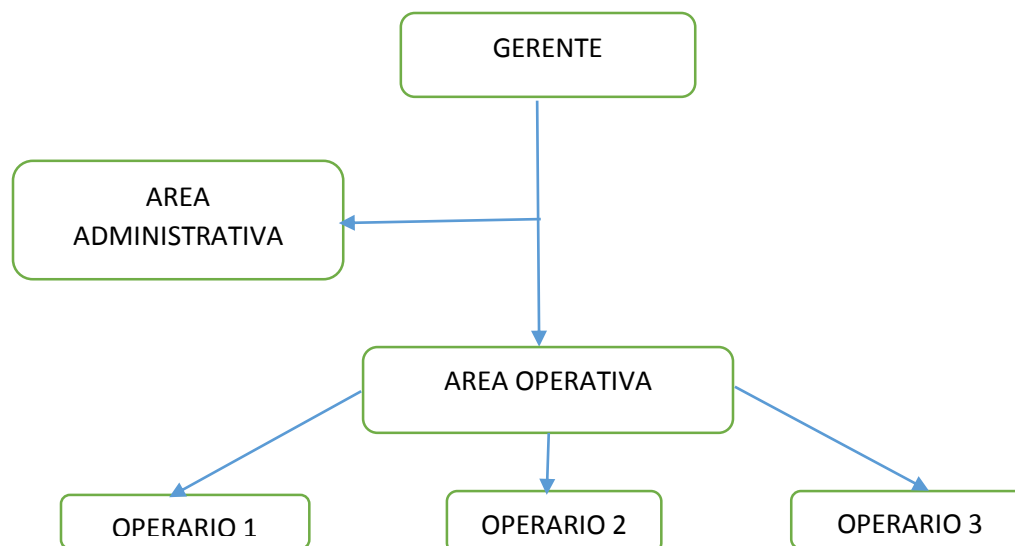 GERENTE
AREA
ADMINISTRATIVA
AREA OPERATIVA
OPERARIO 1
OPERARIO 2
OPERARIO 3